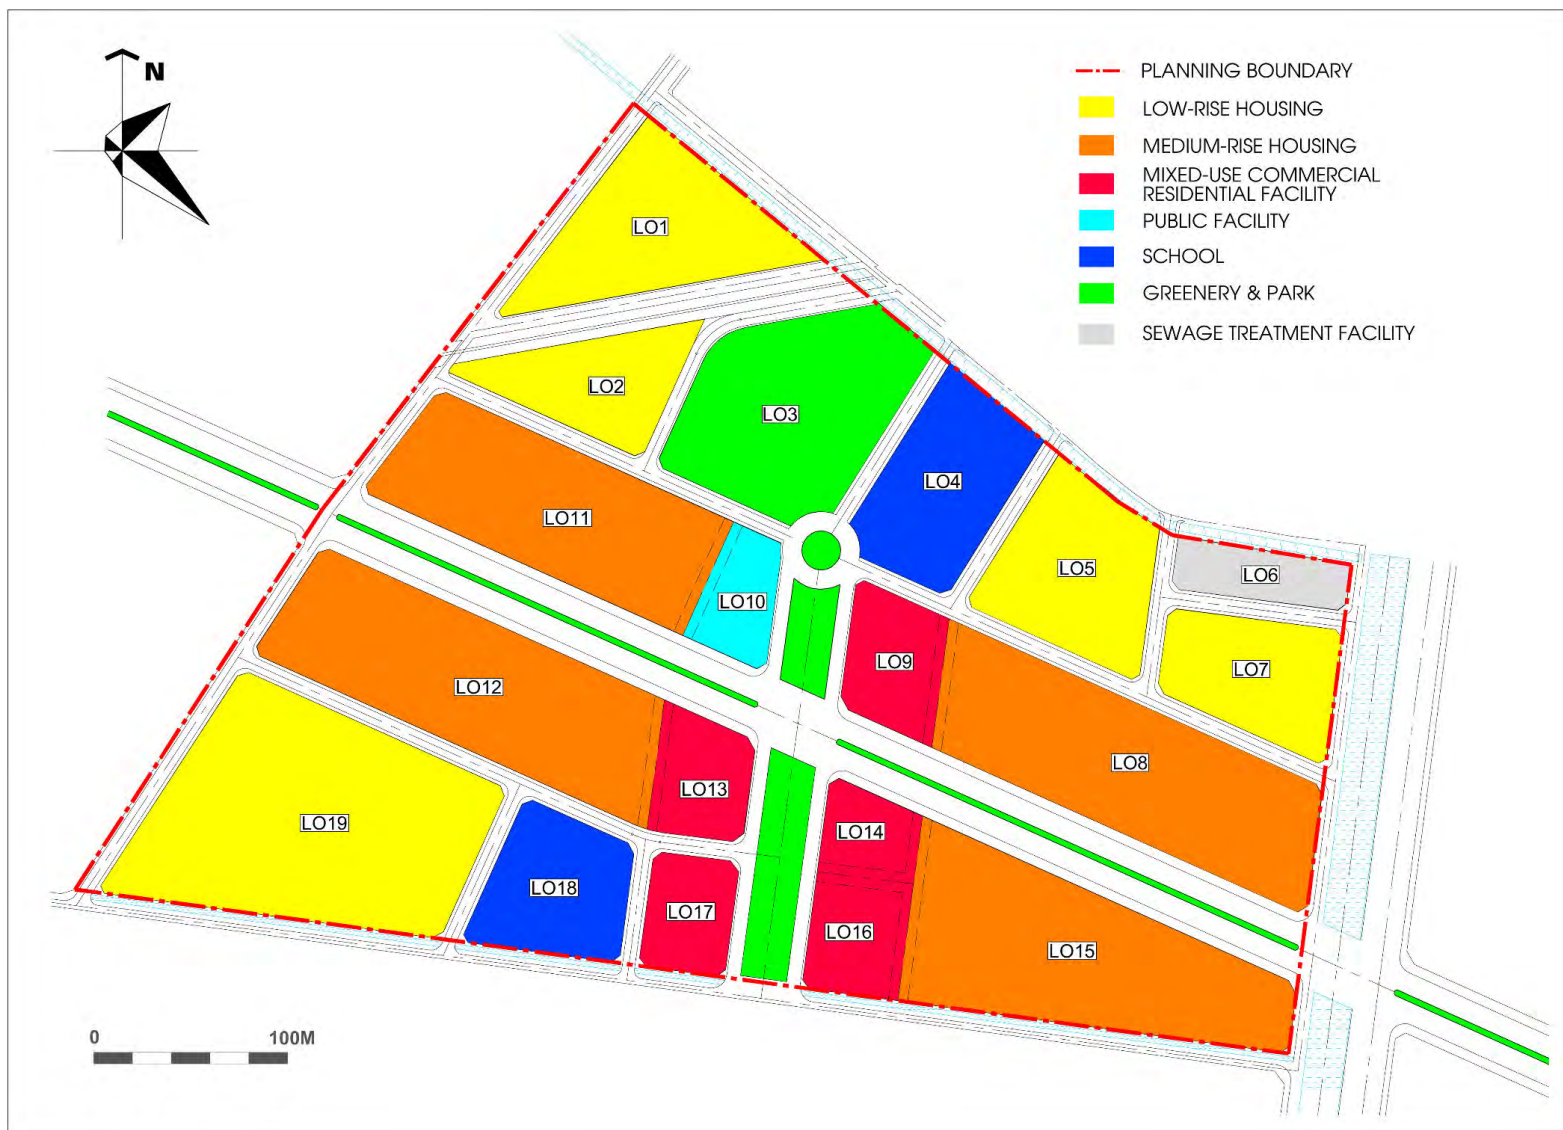 N
PLANNING BOUNDARY
LOW-RISE HOUSING
MEDIUM-RISE HOUSING
MIXED-USE COMMERCIAL
RESIDENTIAL FACILITY
PUBLIC FACILITY
SCHOOL
GREENERY & PARK
SEWAGE TREATMENT FACILITY
LO1
LO2
LO3
LO4
LO11
LO5
LO6
LO10
LO9
LO7
LO12
LO8
LO13
LO19
LO14
LO18
LO17
LO16
LO15
0 100M